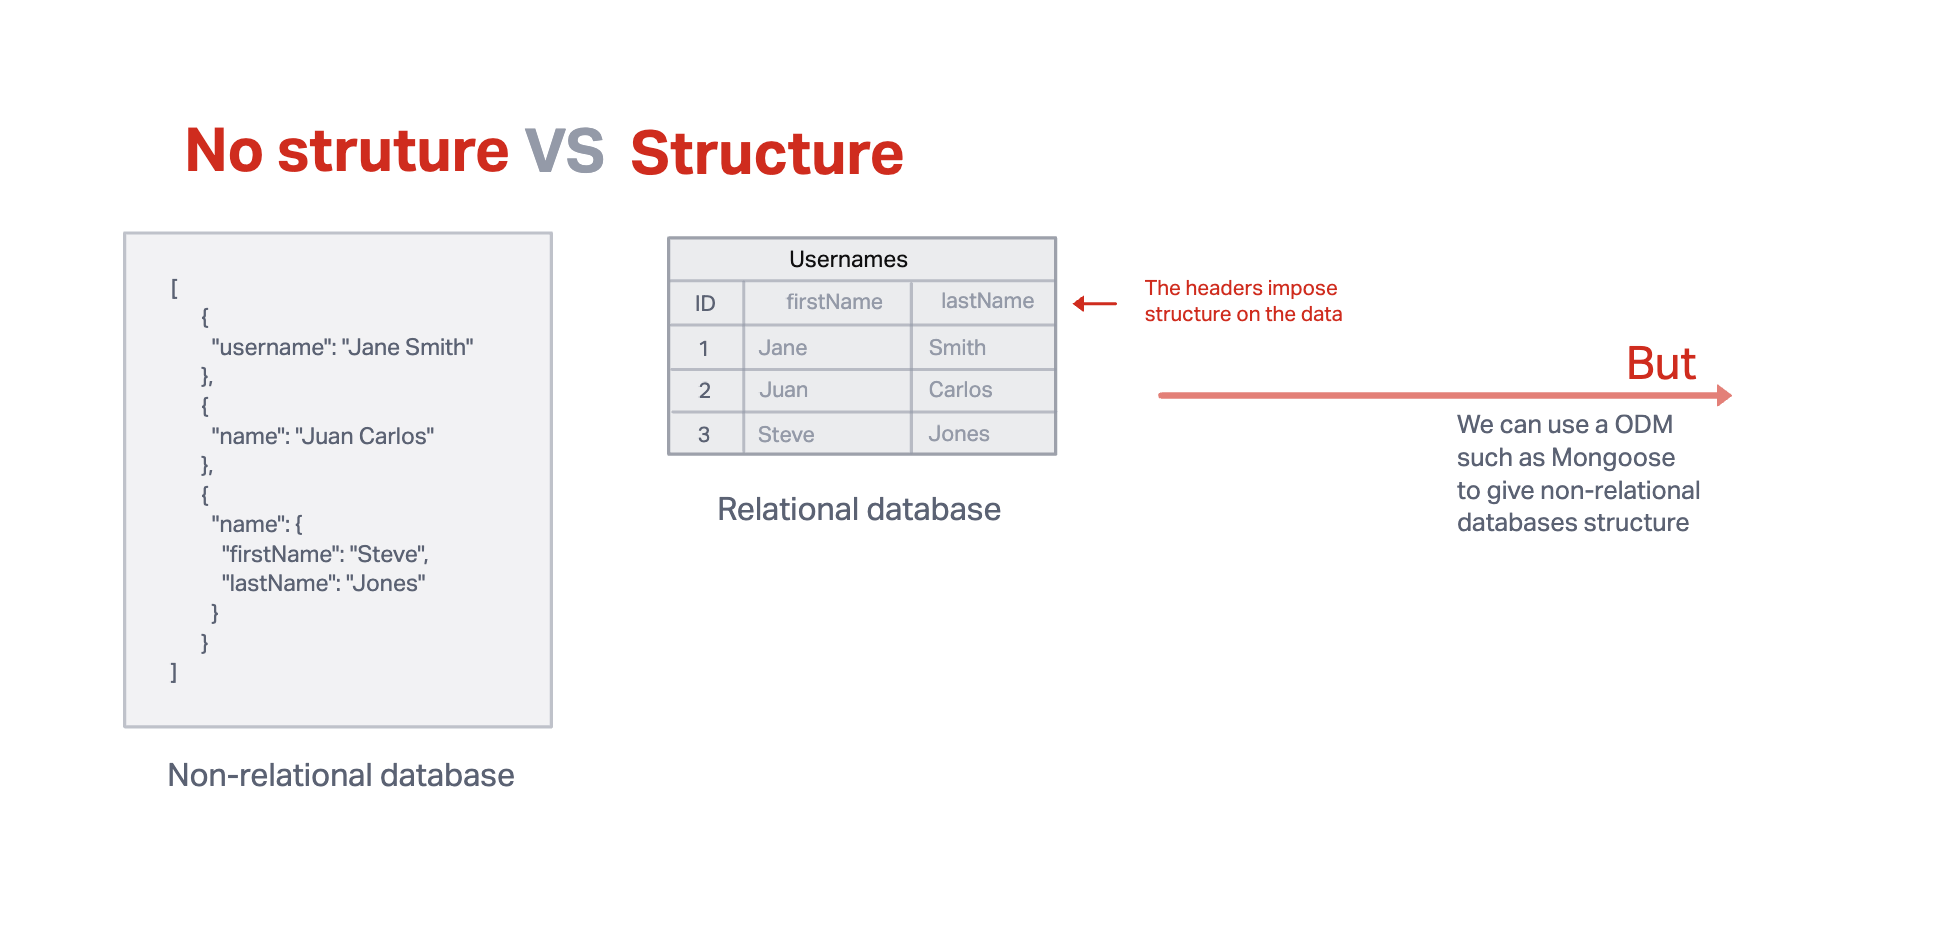 No struture VS Structure
[
{
"username": "Jane Smith"
},
{
"name": "Juan Carlos"
},
{
"name": {
"firstName": "Steve",
"lastName": "Jones"
}
}
]
Non-relational database
Usernames
ID firstName lastName
1 Jane Smith
2 Juan Carlos
3 Steve Jones
Relational database
The headers impose
structure on the data
But
We can use a ODM
such as Mongoose
to give non-relational
databases structure